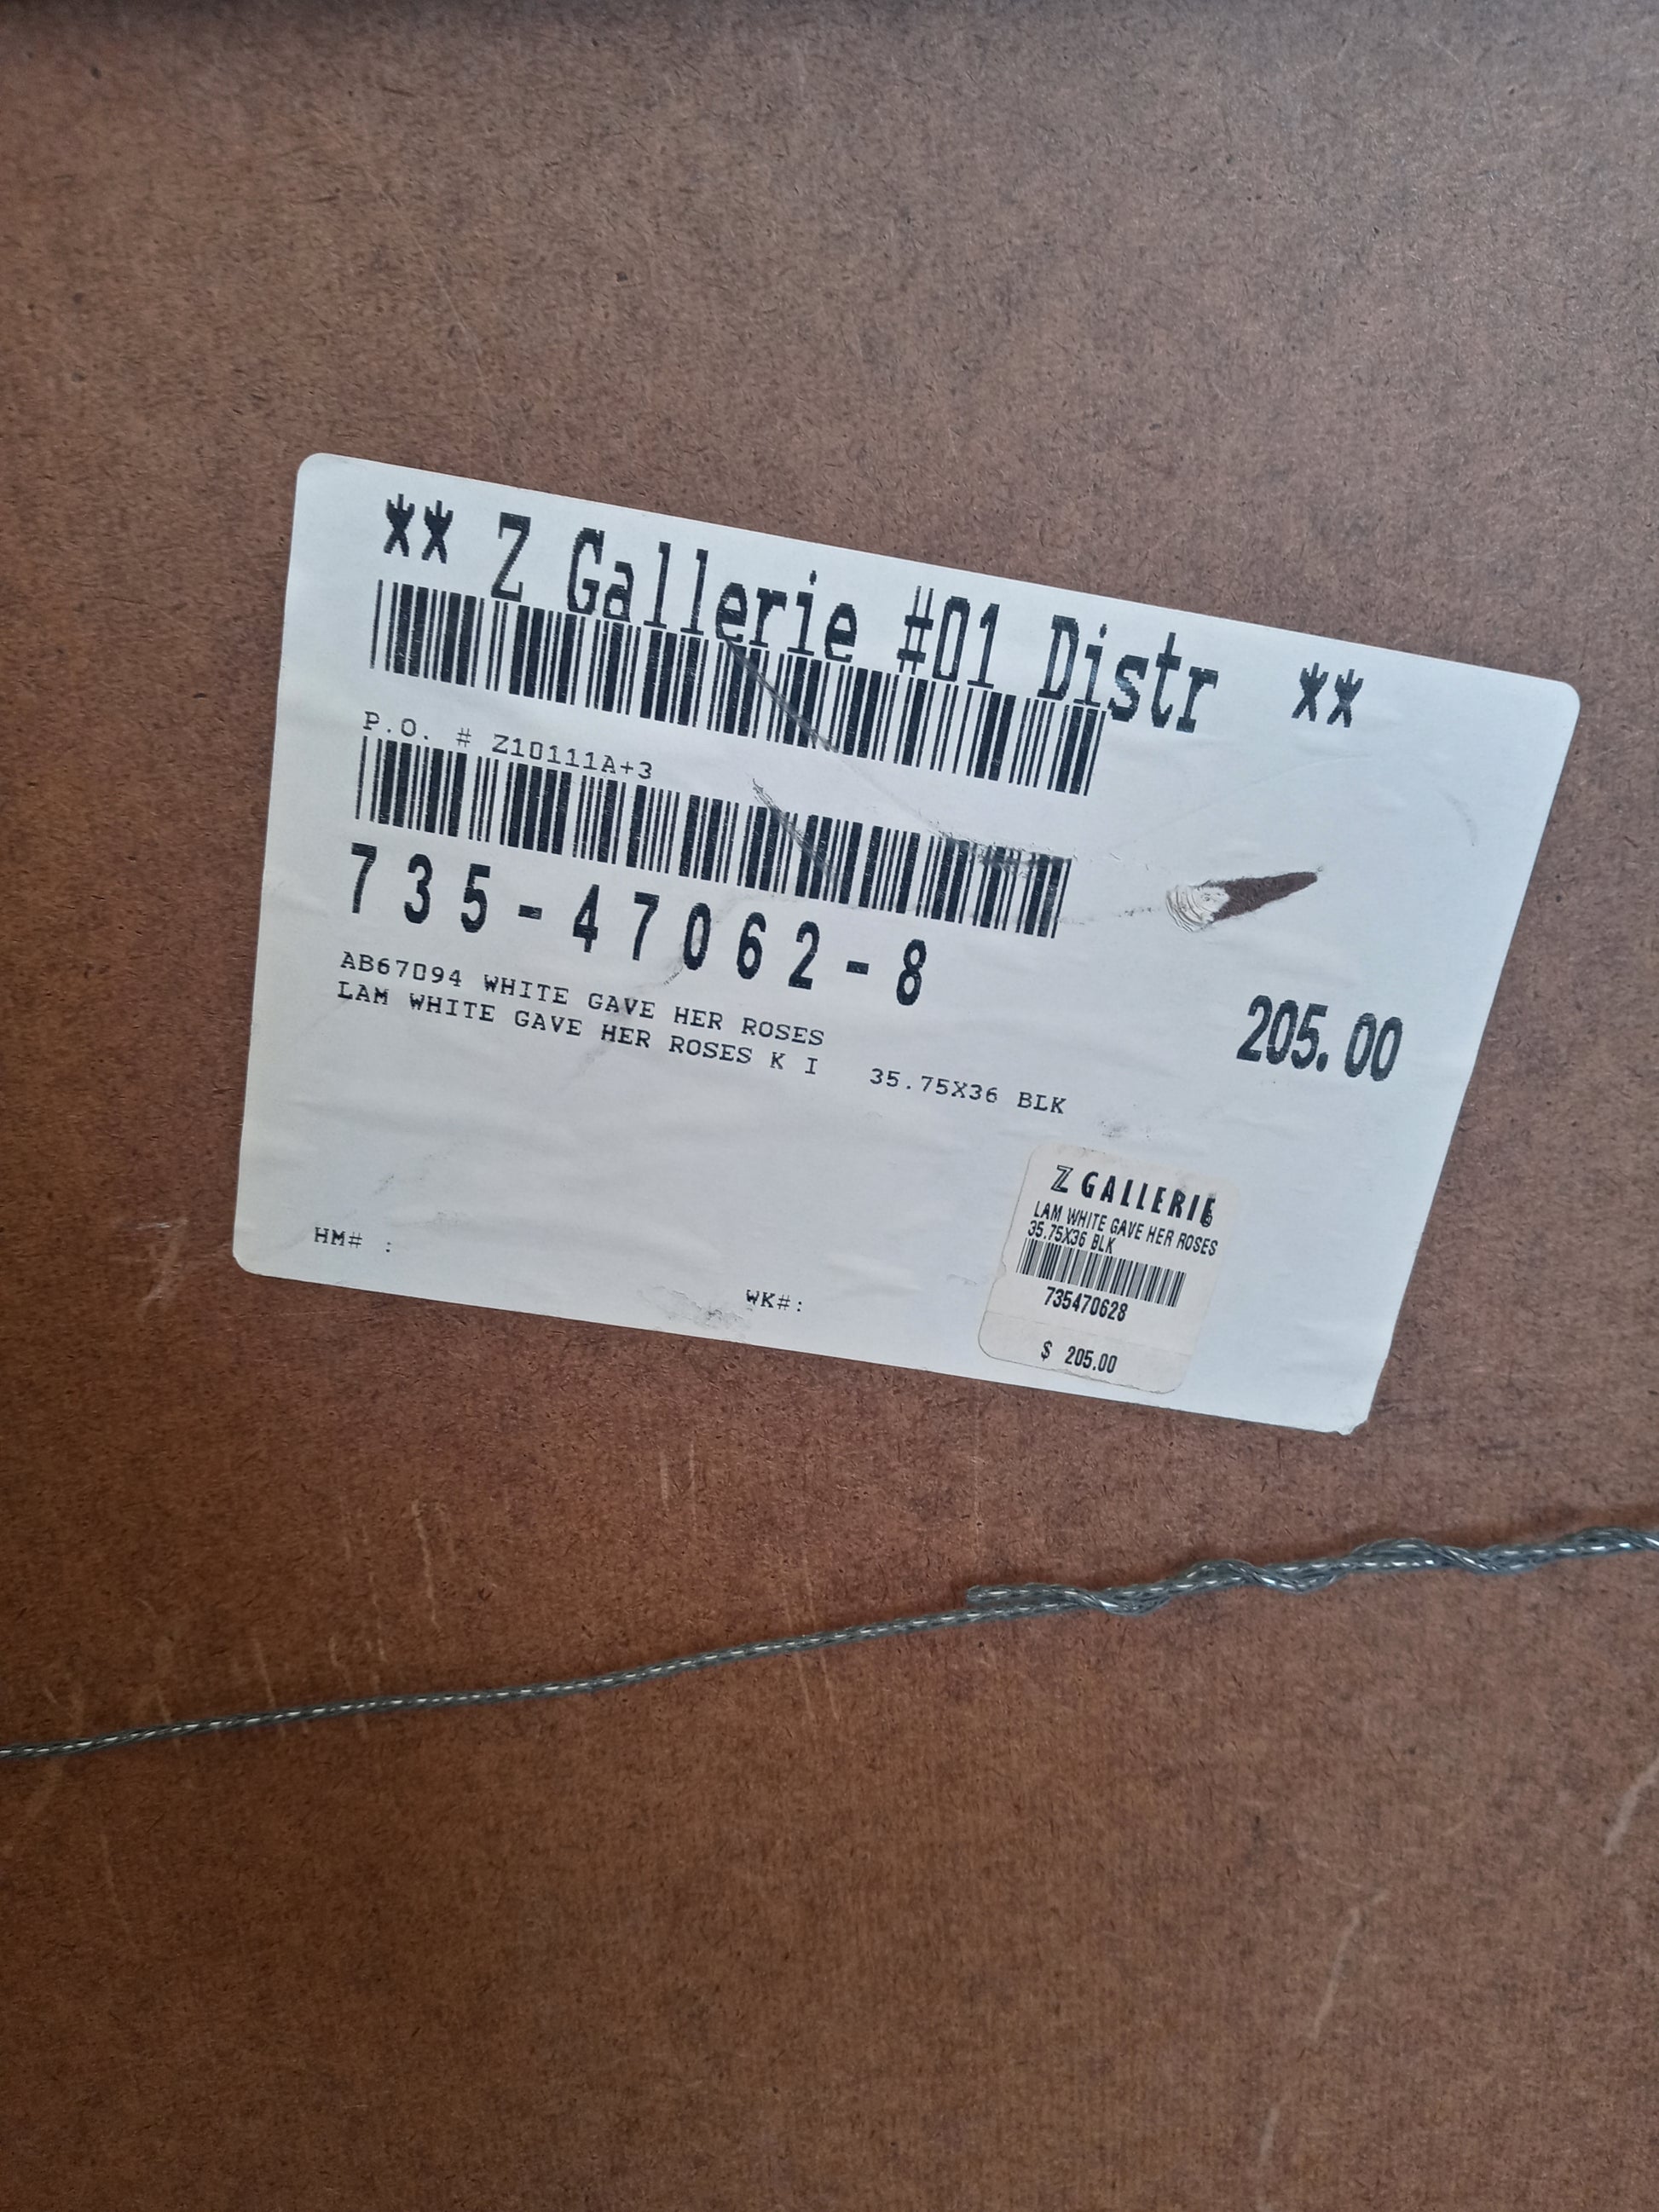 ** Z Gallerie #01 Distr **
P.O. # Z10111A+3
735-47062-8
AB67094 WHITE GAVE HER ROSES
LAM WHITE GAVE HER ROSES K I 35.75X36 BLK
205.00
HM# :
WK#:
Z GALLERIE
LAM WHITE GAVE HER ROSES
35.75X36 BLK
735470628
$ 205.00